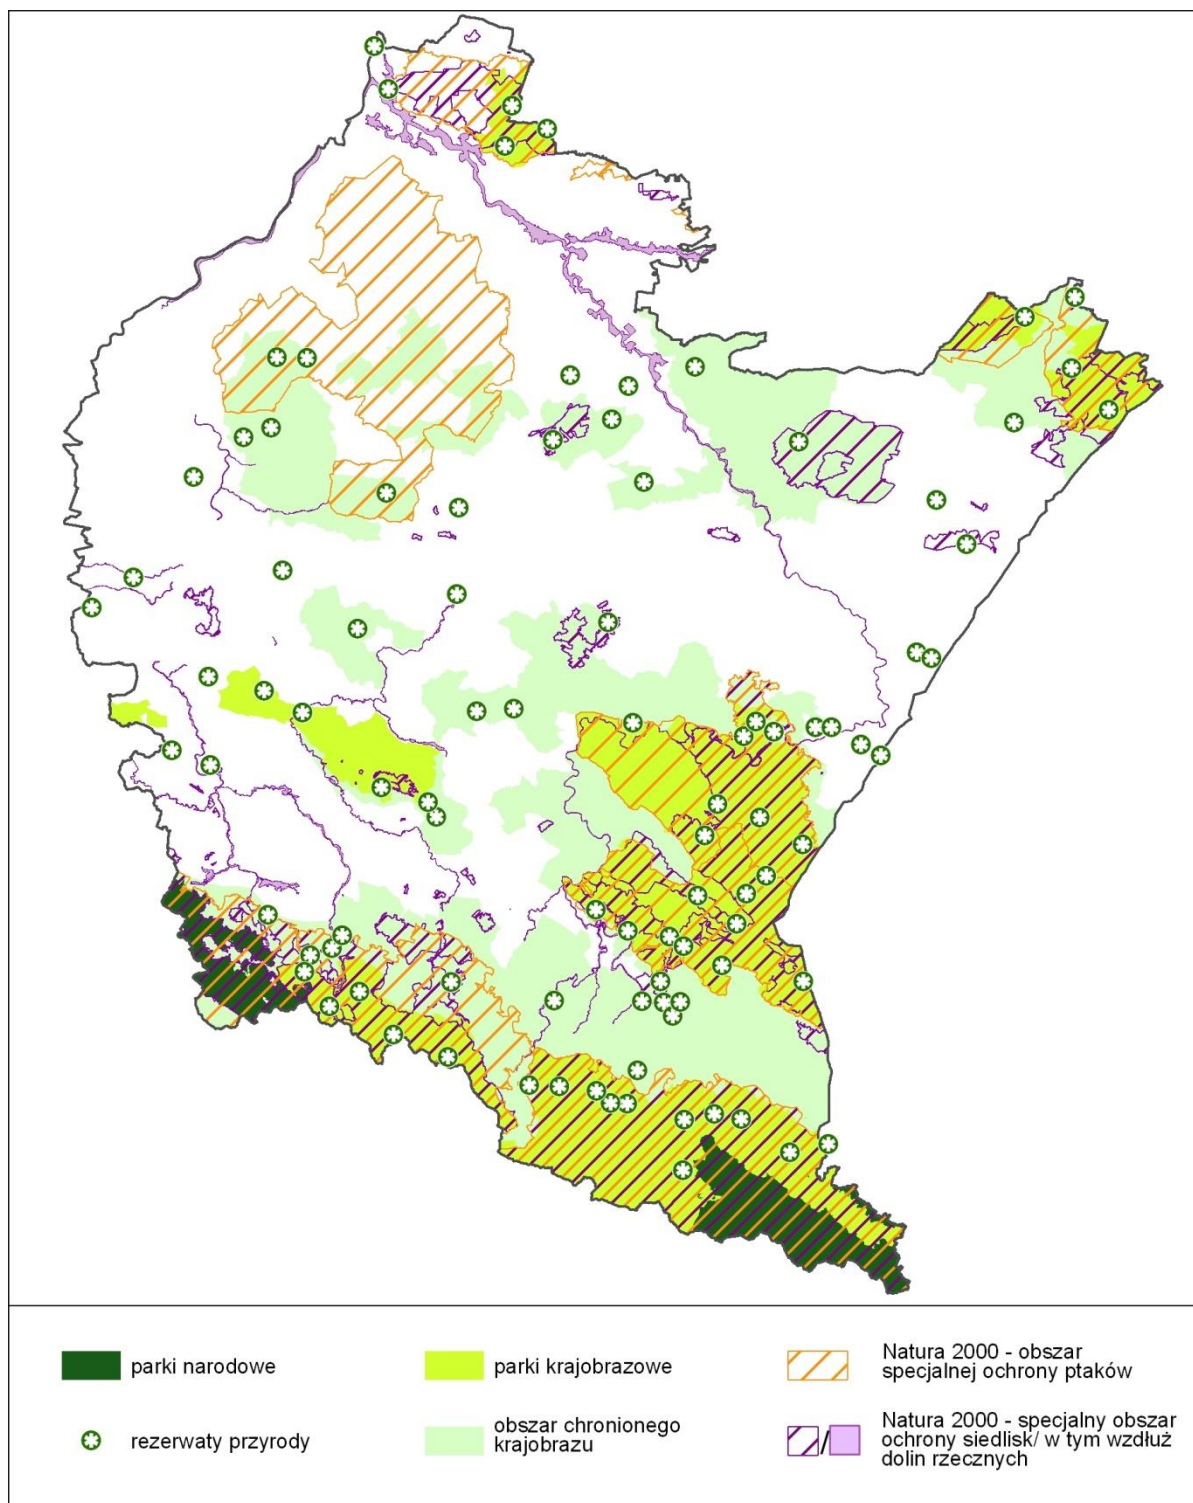 parki narodowe
parki krajobrazowe
Natura 2000 - obszar
specjalnej ochrony ptaków
rezerwaty przyrody
obszar chronionego
krajobrazu
/
Natura 2000 - specjalny obszar
ochrony siedlisk/ w tym wzdłuż
dolin rzecznych